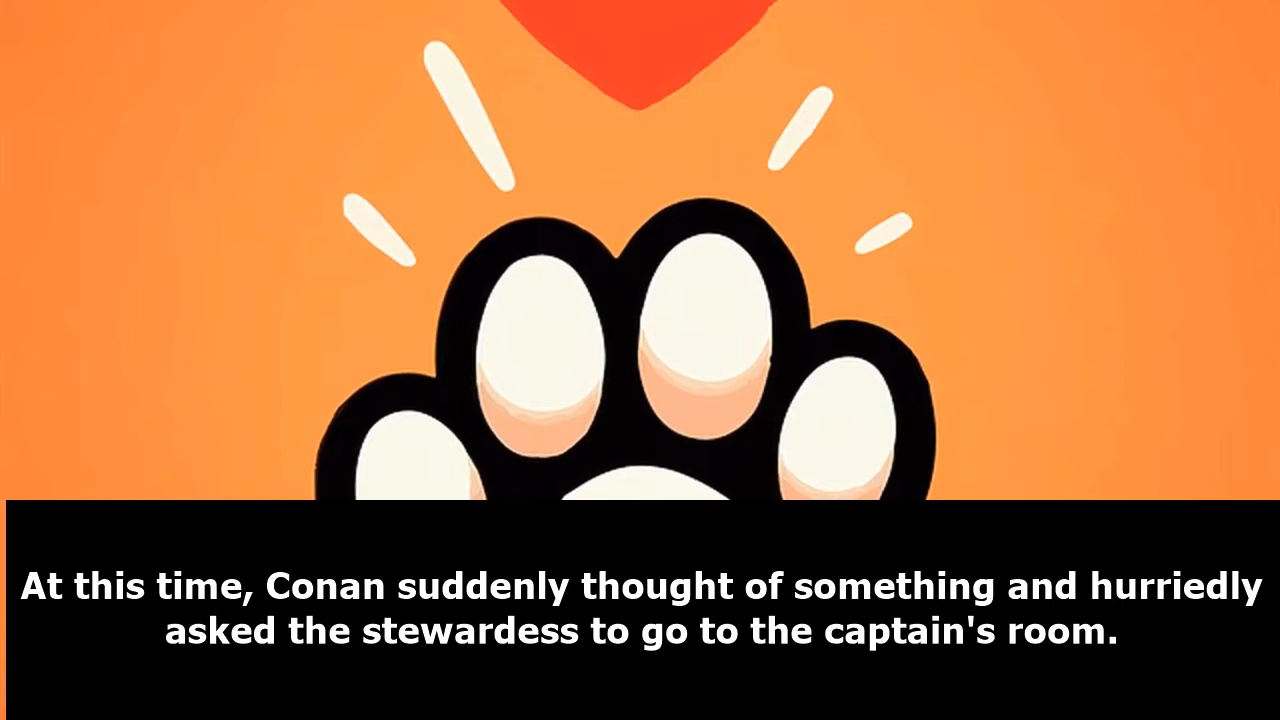 At this time, Conan suddenly thought of something and hurriedly
asked the stewardess to go to the captain's room.